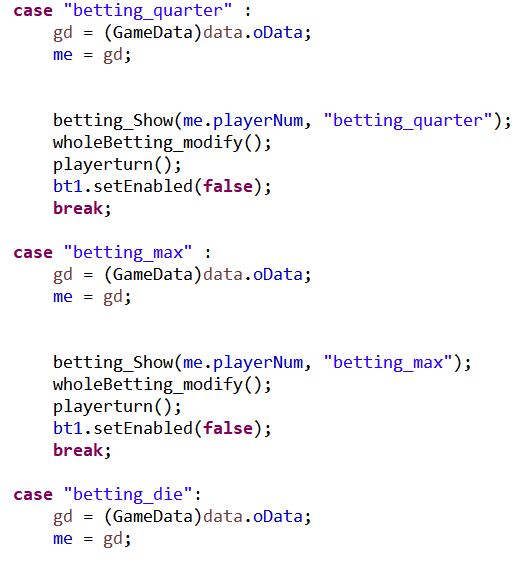 case "betting_quarter" :
    gd = (GameData)data.oData;
    me = gd;
    betting_Show(me.playerNum, "betting_quarter");
    wholeBetting_modify();
    playerturn();
    bt1.setEnabled(false);
    break;
case "betting_max" :
    gd = (GameData)data.oData;
    me = gd;
    betting_Show(me.playerNum, "betting_max");
    wholeBetting_modify();
    playerturn();
    bt1.setEnabled(false);
    break;
case "betting_die":
    gd = (GameData)data.oData;
    me = gd;